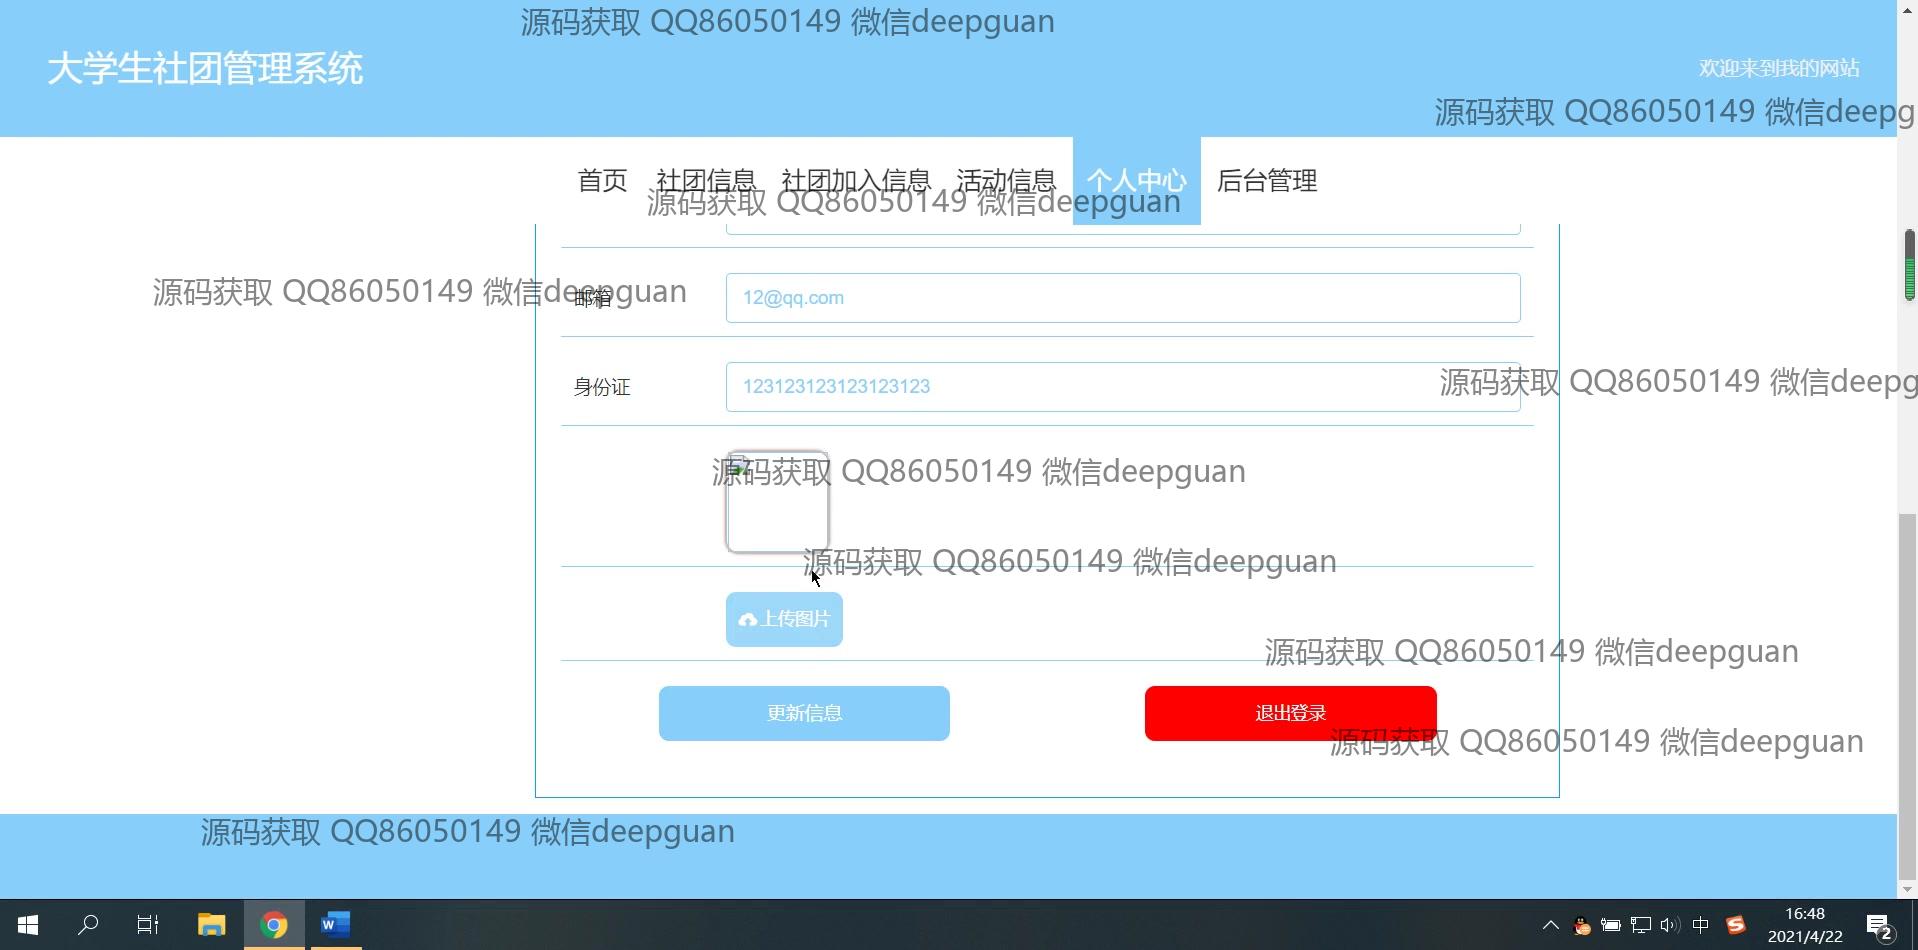 源码获取 QQ86050149 微信deepguan
大学生社团管理系统
欢迎来到我的网站
源码获取 QQ86050149 微信deepg
首页 社团信息 社团加入信息 活动信息 个人中心 后台管理
源码获取 QQ86050149 微信deepguan
源码获取 QQ86050149 微信deepguan
邮箱 12@qq.com
源码获取 QQ86050149 微信deepg
身份证 123123123123123123
源码获取 QQ86050149 微信deepguan
源码获取 QQ86050149 微信deepguan
上传图片
源码获取 QQ86050149 微信deepguan
更新信息 退出登录
源码获取 QQ86050149 微信deepguan
源码获取 QQ86050149 微信deepguan
中
16:48
2021/4/22
2